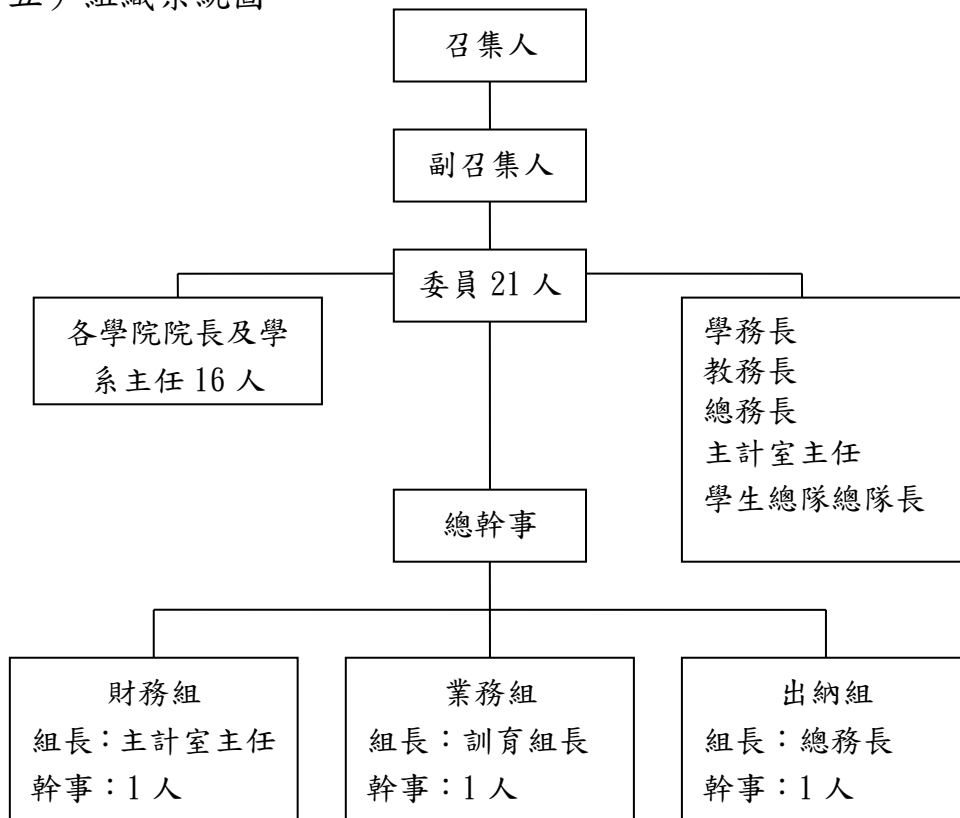 五）組織系統圖
召集人
副召集人
委員 21 人
各學院院長及學
系主任 16 人
學務長
教務長
總務長
主計室主任
學生總隊總隊長
總幹事
財務組
組長：主計室主任
幹事：1 人
業務組
組長：訓育組長
幹事：1 人
出納組
組長：總務長
幹事：1 人